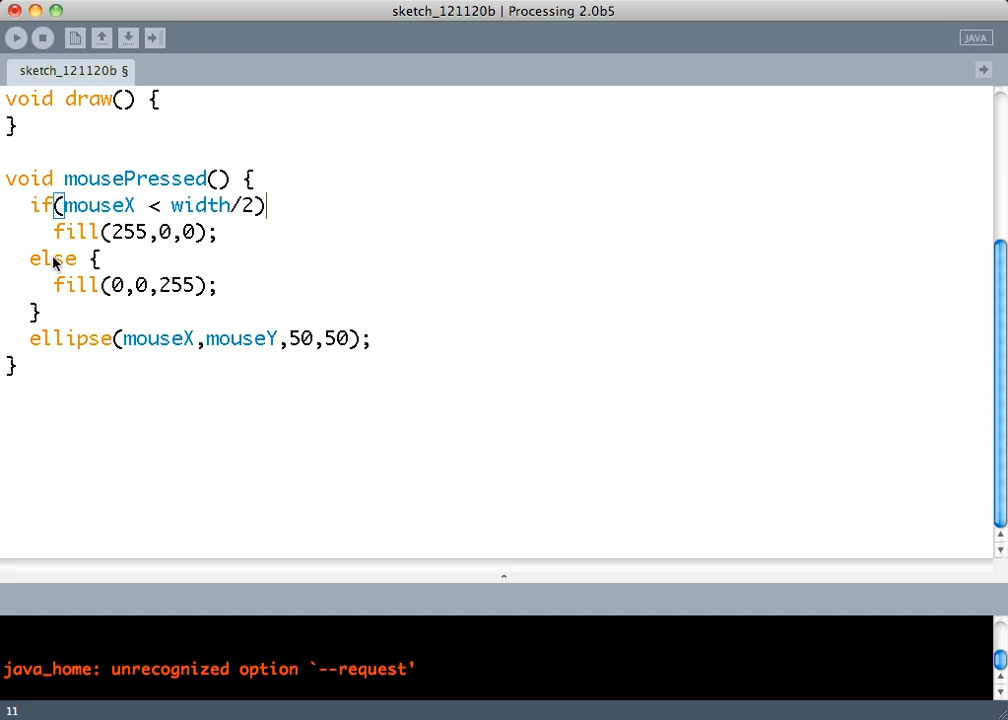 sketch_121120b | Processing 2.0b5
JAVA
sketch_121120b §
void draw() {
}
void mousePressed() {
if(mouseX < width/2)
fill(255,0,0);
else {
fill(0,0,255);
}
ellipse(mouseX,mouseY,50,50);
}
java_home: unrecognized option `--request'
11